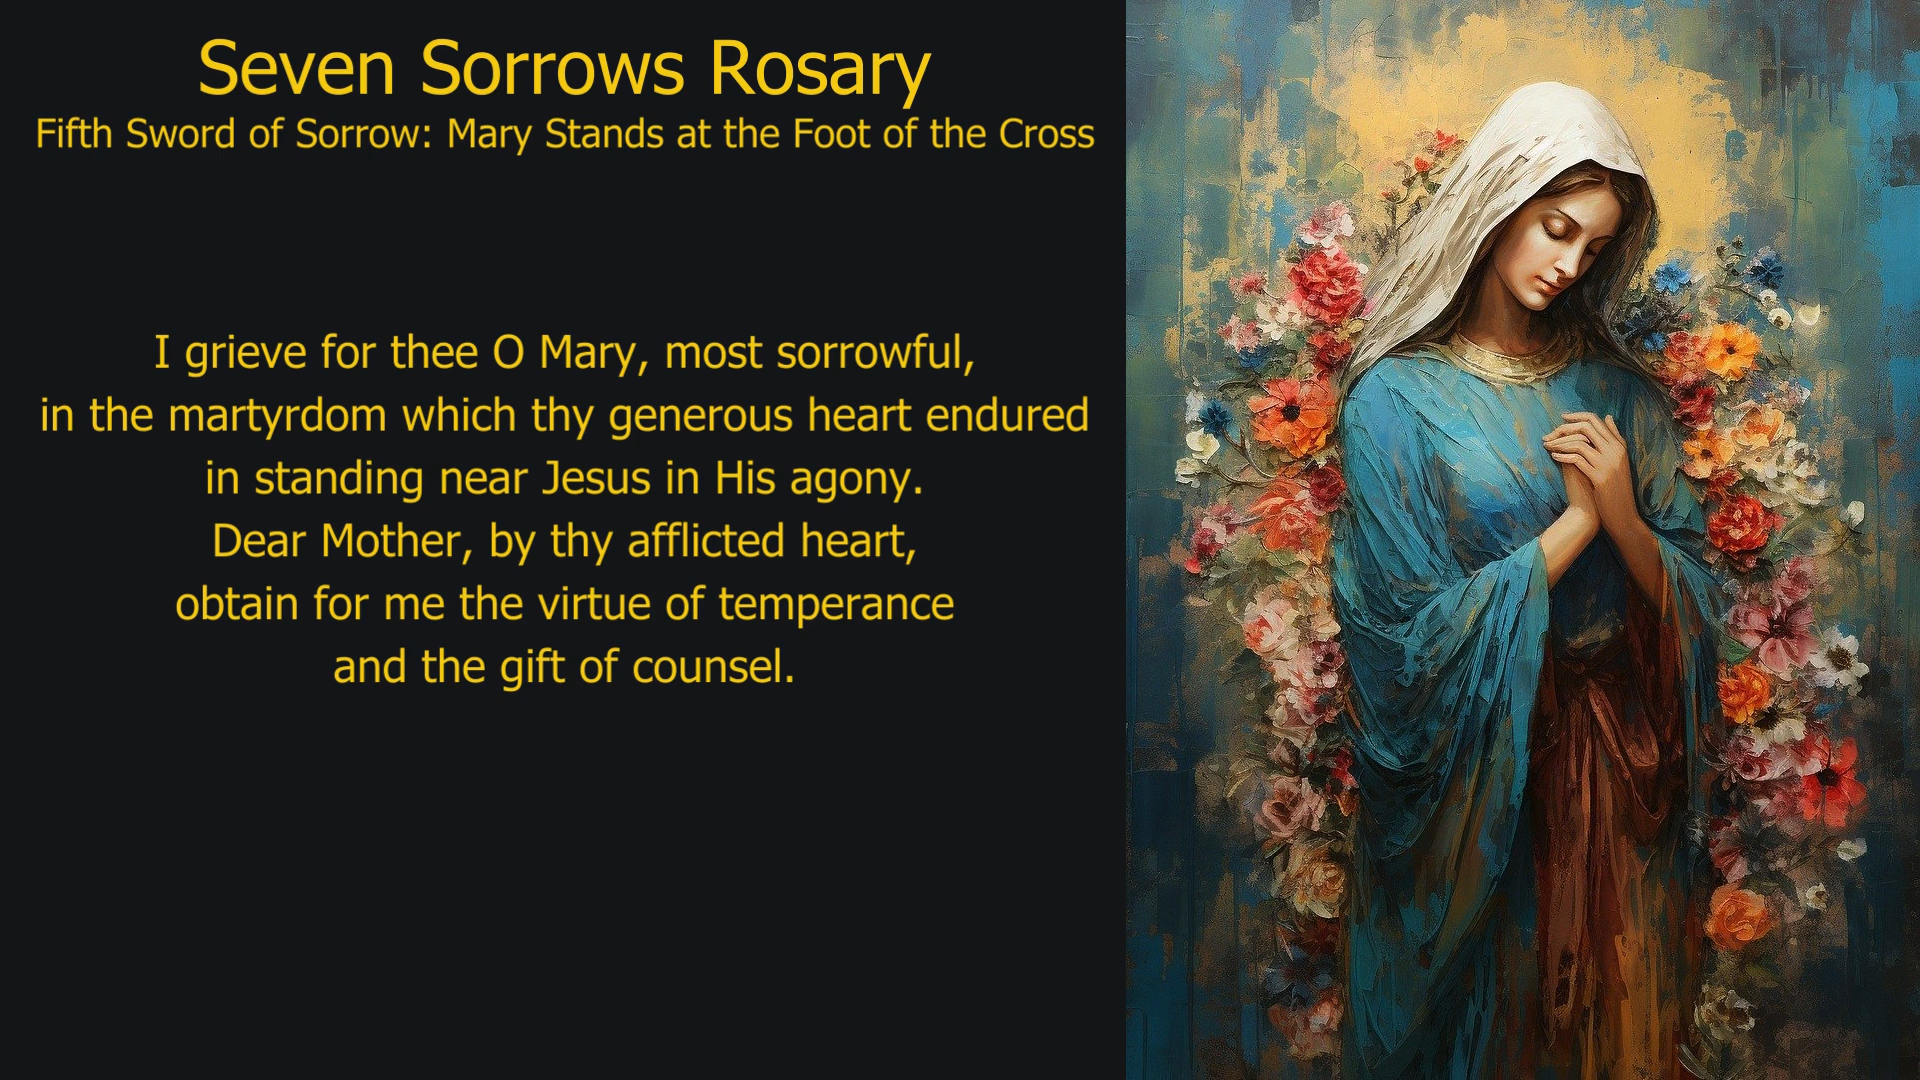 Seven Sorrows Rosary
Fifth Sword of Sorrow: Mary Stands at the Foot of the Cross
I grieve for thee O Mary, most sorrowful,
in the martyrdom which thy generous heart endured
in standing near Jesus in His agony.
Dear Mother, by thy afflicted heart,
obtain for me the virtue of temperance
and the gift of counsel.